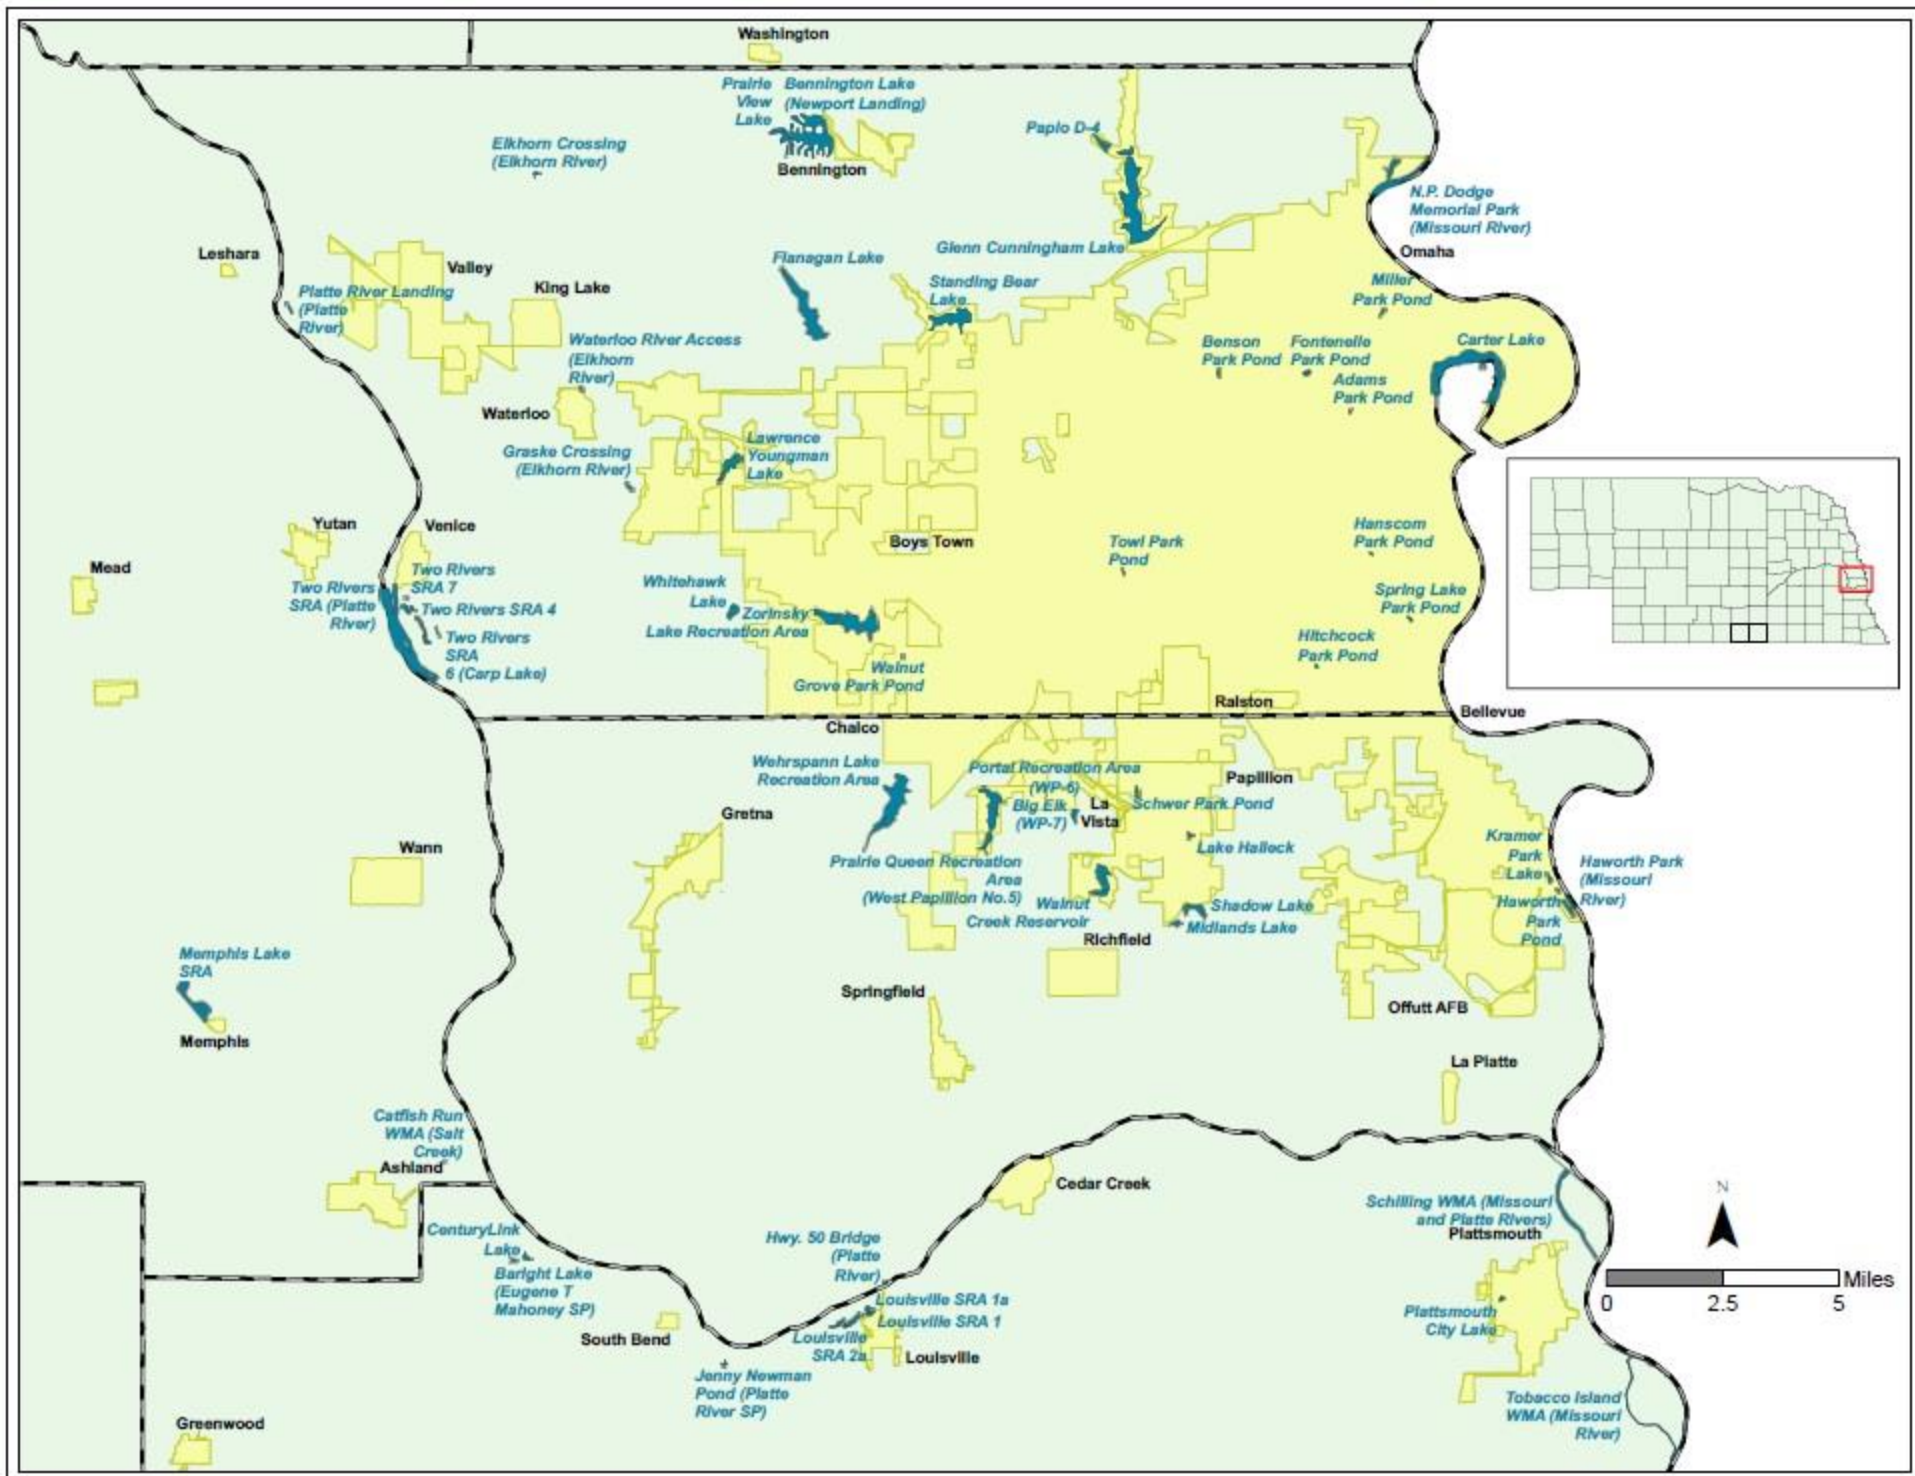 Washington
Prairie
View
Lake
Bennington Lake
(Newport Landing)
Papio D-4
Elkhorn Crossing
(Elkhorn River)
Bennington
N.P. Dodge
Memorial Park
(Missouri River)
Omaha
Glenn Cunningham Lake
Leshara
Valley
King Lake
Flanagan Lake
Standing Bear
Lake
Miller
Park Pond
Platte River Landing
(Platte
River)
Waterloo River Access
(Elkhorn
River)
Benson
Park Pond
Fontenelle
Park Pond
Carter Lake
Adams
Park Pond
Waterloo
Graske Crossing
(Elkhorn River)
Lawrence
Youngman
Lake
Yutan
Venice
Boys Town
Towl Park
Pond
Hanscom
Park Pond
Mead
Two Rivers
SRA (Platte
River)
Two Rivers
SRA 7
Two Rivers SRA 4
Two Rivers
SRA
6 (Carp Lake)
Whitehawk
Lake
Zorinsky
Lake Recreation Area
Spring Lake
Park Pond
Hitchcock
Park Pond
Walnut
Grove Park Pond
Ralston
Bellevue
Chalco
Wehrspann Lake
Recreation Area
Portal Recreation Area
(WP-6)
Big Elk
(WP-7)
La
Vista
Papillion
Schwer Park Pond
Gretna
Lake Halleck
Wann
Prairie Queen Recreation
Area
(West Papillion No.5)
Walnut
Creek Reservoir
Shadow Lake
Midlands Lake
Kramer
Park
Lake
Haworth Park
(Missouri
River)
Haworth
Park
Pond
Richfield
Memphis Lake
SRA
Springfield
Offutt AFB
Memphis
La Platte
Catfish Run
WMA (Salt
Creek)
Ashland
Cedar Creek
Schilling WMA (Missouri
and Platte Rivers)
Plattsmouth
N
Miles
0 2.5 5
CenturyLink
Lake
Baright Lake
(Eugene T
Mahoney SP)
Hwy. 50 Bridge
(Platte
River)
Louisville SRA 1a
Louisville SRA 1
Louisville
SRA 2a
Louisville
South Bend
Plattsmouth
City Lake
Jenny Newman
Pond (Platte
River SP)
Tobacco Island
WMA (Missouri
River)
Greenwood